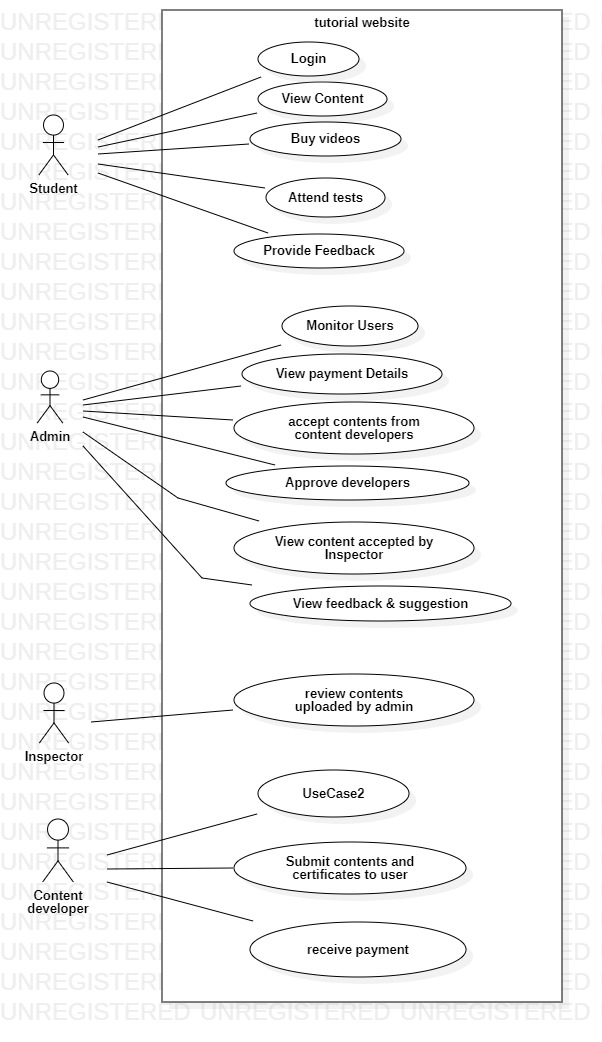 tutorial website
Login
View Content
Buy videos
Student
Attend tests
Provide Feedback
Monitor Users
View payment Details
Admin
accept contents from
content developers
Approve developers
View content accepted by
Inspector
View feedback & suggestion
Inspector
review contents
uploaded by admin
UseCase2
Content
developer
Submit contents and
certificates to user
receive payment
UNREGISTERED UNREGISTERED UNREGISTERED